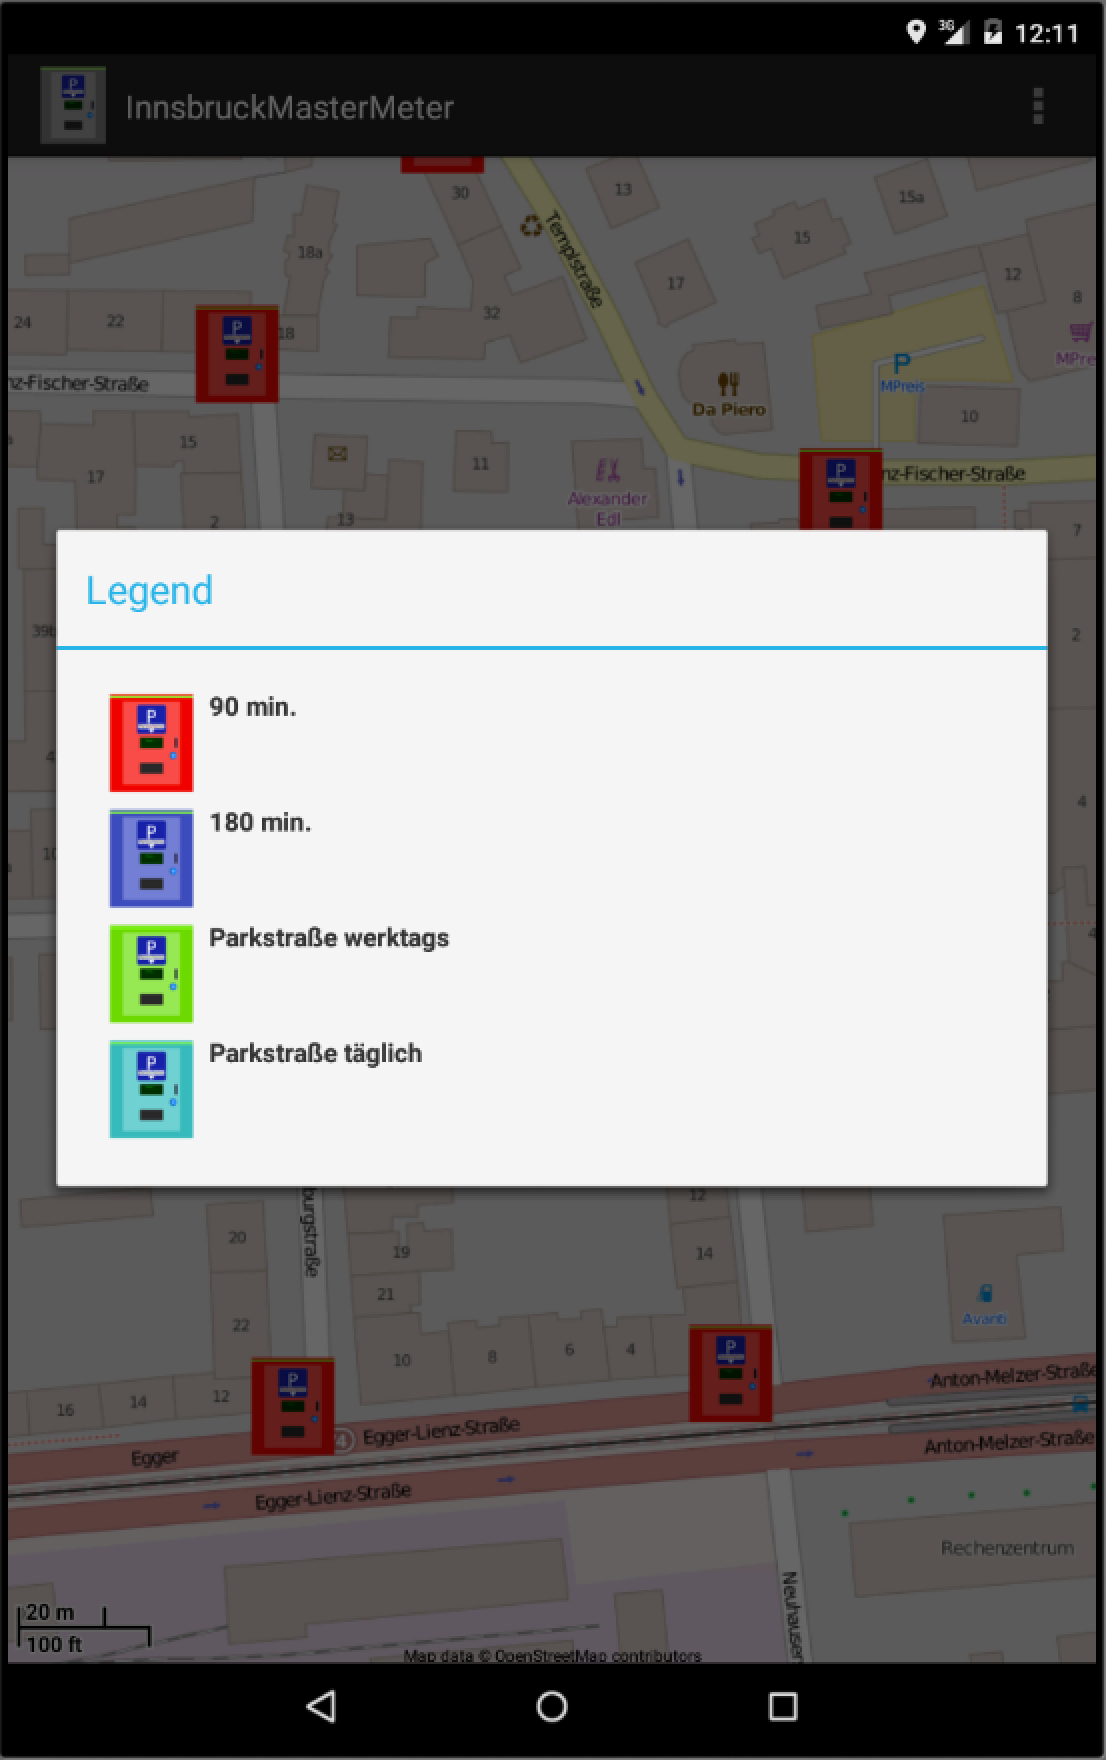 3G 12:11
P InnsbruckMasterMeter
30
13
15a
Templstraße
18a
15
17
12
8
24
22
P
18
32
MPre
P
MPreis
nz-Fischer-Straße
Da Piero
10
15
11
17
Alexander
Edl
P
nz-Fischer-Straße
2
13
7
Legend
39b
2
P
90 min.
4
P
180 min.
4
10
P
Parkstraße werktags
4
P
Parkstraße täglich
burgstraße
12
20
19
14
21
22
Avanti
10
8
6
4
P
P
16
14
12
Anton-Melzer-Straße
Egger
4
Egger-Lienz-Straße
Anton-Melzer-Straße
Egger-Lienz-Straße
Rechenzentrum
Neuhauser
20 m
100 ft
Map data © OpenStreetMap contributors